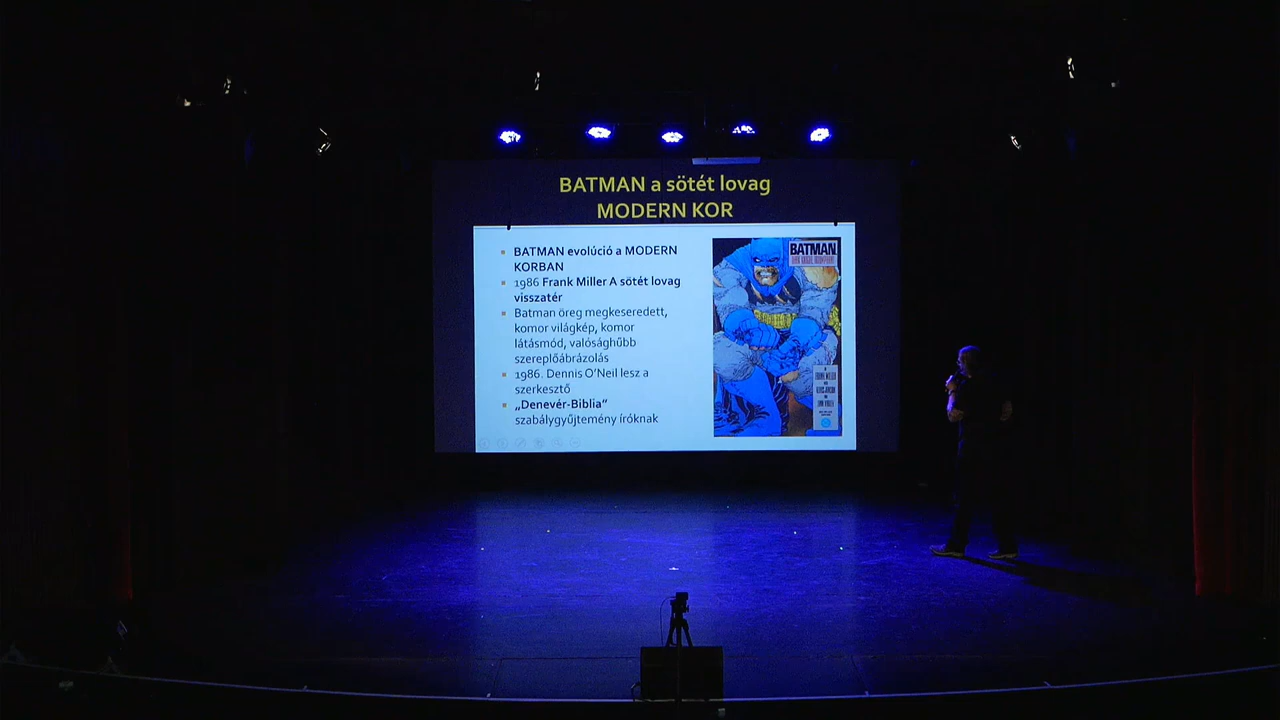 BATMAN a sötét lovag
MODERN KOR
BATMAN evolúció a MODERN
KORBAN
1986 Frank Miller A sötét lovag
visszatér
Batman öreg megkeseredett,
komor világkép, komor
látásmód, valósághűbb
szereplőábrázolás
1986. Dennis O'Neil lesz a
szerkesztő
„Denevér-Biblia”
szabálygyűjtemény íróknak
BATMAN